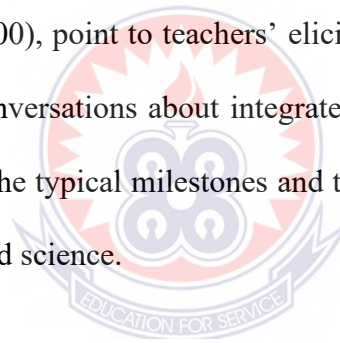 00), point to teachers’ elici
nversations about integrate
he typical milestones and t
d science.
EDUCATION FOR SERVICE